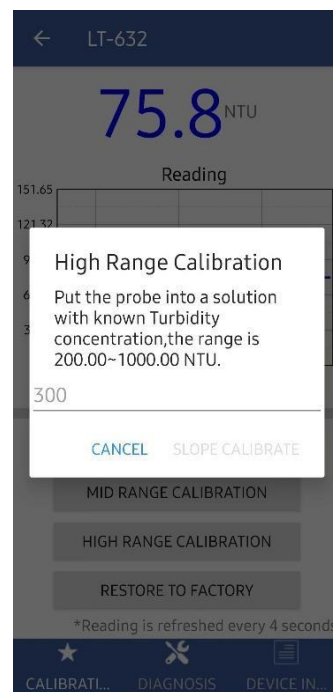 LT-632
75.8 NTU
Reading
151.65
121.32
High Range Calibration
Put the probe into a solution
with known Turbidity
concentration,the range is
200.00~1000.00 NTU.
300
CANCEL SLOPE CALIBRATE
MID RANGE CALIBRATION
HIGH RANGE CALIBRATION
RESTORE TO FACTORY
*Reading is refreshed every 4 seconds
CALIBRATI... DIAGNOSIS DEVICE IN...